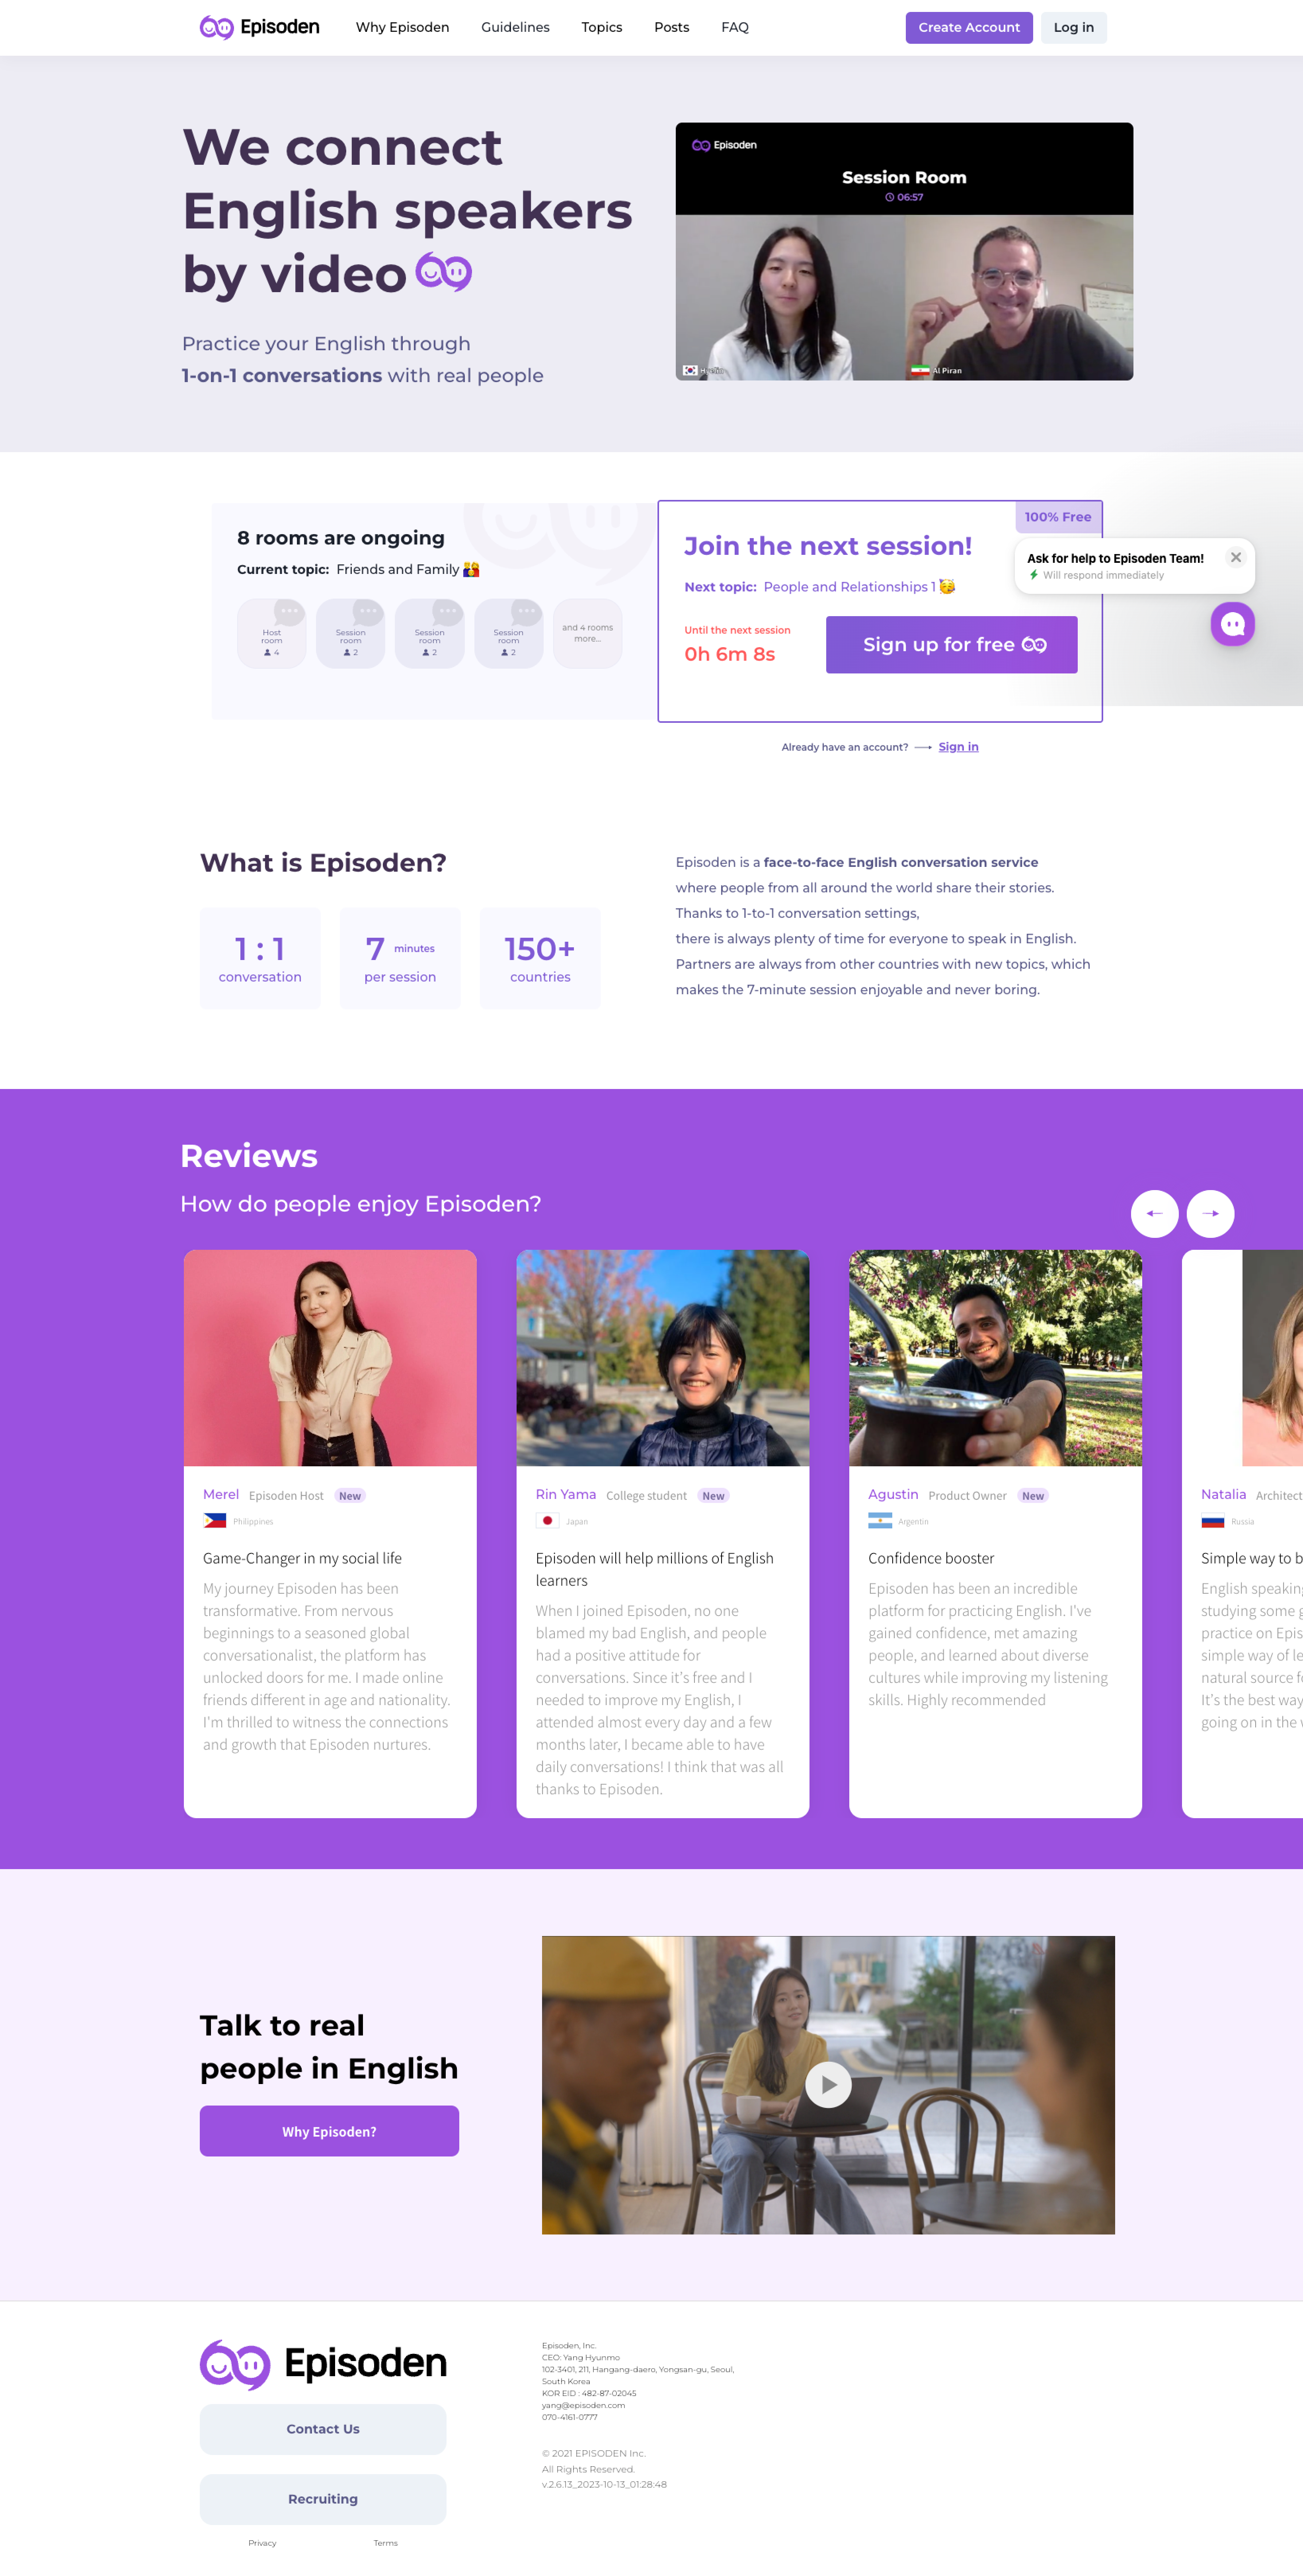 Episoden
Why Episoden
Guidelines
Topics
Posts
FAQ
Create Account
Log in
We connect
English speakers
by video
Practice your English through
1-on-1 conversations with real people
Episoden
Session Room
06:57
Al Piran
8 rooms are ongoing
Current topic: Friends and Family
Host
room
4
Session
room
2
Session
room
2
Session
room
2
and 4 rooms
more...
100% Free
Join the next session!
Next topic: People and Relationships 1
Until the next session
0h 6m 8s
Sign up for free
Already have an account?
Sign in
Ask for help to Episoden Team!
Will respond immediately
What is Episoden?
1 : 1
conversation
7 minutes
per session
150+
countries
Episoden is a face-to-face English conversation service
where people from all around the world share their stories.
Thanks to 1-to-1 conversation settings,
there is always plenty of time for everyone to speak in English.
Partners are always from other countries with new topics, which
makes the 7-minute session enjoyable and never boring.
Reviews
How do people enjoy Episoden?
Merel Episoden Host New
Philippines
Game-Changer in my social life
My journey Episoden has been
transformative. From nervous
beginnings to a seasoned global
conversationalist, the platform has
unlocked doors for me. I made online
friends different in age and nationality.
I'm thrilled to witness the connections
and growth that Episoden nurtures.
Rin Yama College student New
Japan
Episoden will help millions of English
learners
When I joined Episoden, no one
blamed my bad English, and people
had a positive attitude for
conversations. Since it's free and I
needed to improve my English, I
attended almost every day and a few
months later, I became able to have
daily conversations! I think that was all
thanks to Episoden.
Agustin Product Owner New
Argentin
Confidence booster
Episoden has been an incredible
platform for practicing English. I've
gained confidence, met amazing
people, and learned about diverse
cultures while improving my listening
skills. Highly recommended
Natalia Architect
Russia
Simple way to b
English speaking
studying some g
practice on Epis
simple way of le
natural source f
It's the best way
going on in the
Talk to real
people in English
Why Episoden?
Episoden
Contact Us
Recruiting
Privacy
Terms
Episoden, Inc.
CEO: Yang Hyunmo
102-3401, 211, Hangang-daero, Yongsan-gu, Seoul,
South Korea
KOR EID : 482-87-02045
yang@episoden.com
070-4161-0777
© 2021 EPISODEN Inc.
All Rights Reserved.
v.2.6.13_2023-10-13_01:28:48